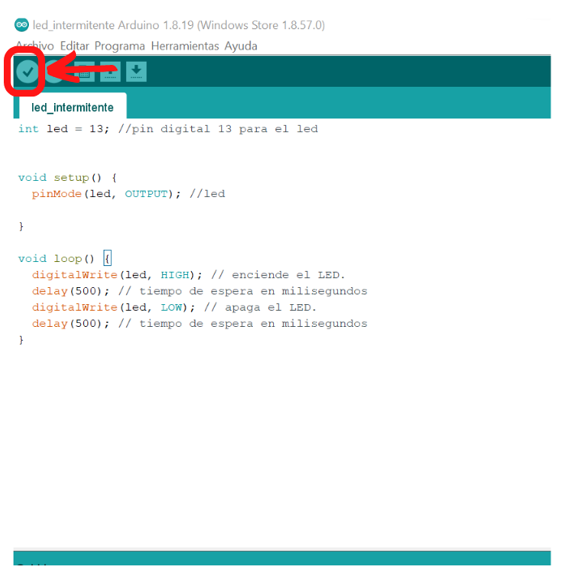 led_intermitente Arduino 1.8.19 (Windows Store 1.8.57.0)
Archivo Editar Programa Herramientas Ayuda
led_intermitente
int led = 13; //pin digital 13 para el led
void setup() {
pinMode(led, OUTPUT); //led
}
void loop() {
digitalWrite(led, HIGH); // enciende el LED.
delay(500); // tiempo de espera en milisegundos
digitalWrite(led, LOW); // apaga el LED.
delay(500); // tiempo de espera en milisegundos
}